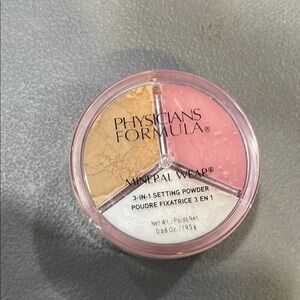 PHYSICIANS
FORMULA®
MINERAL WEAR®
3-IN-1 SETTING POWDER
POUDRE FIXATRICE 3 EN 1
Net Wt. / Poids Net
0.68 Oz. / 19.5 g